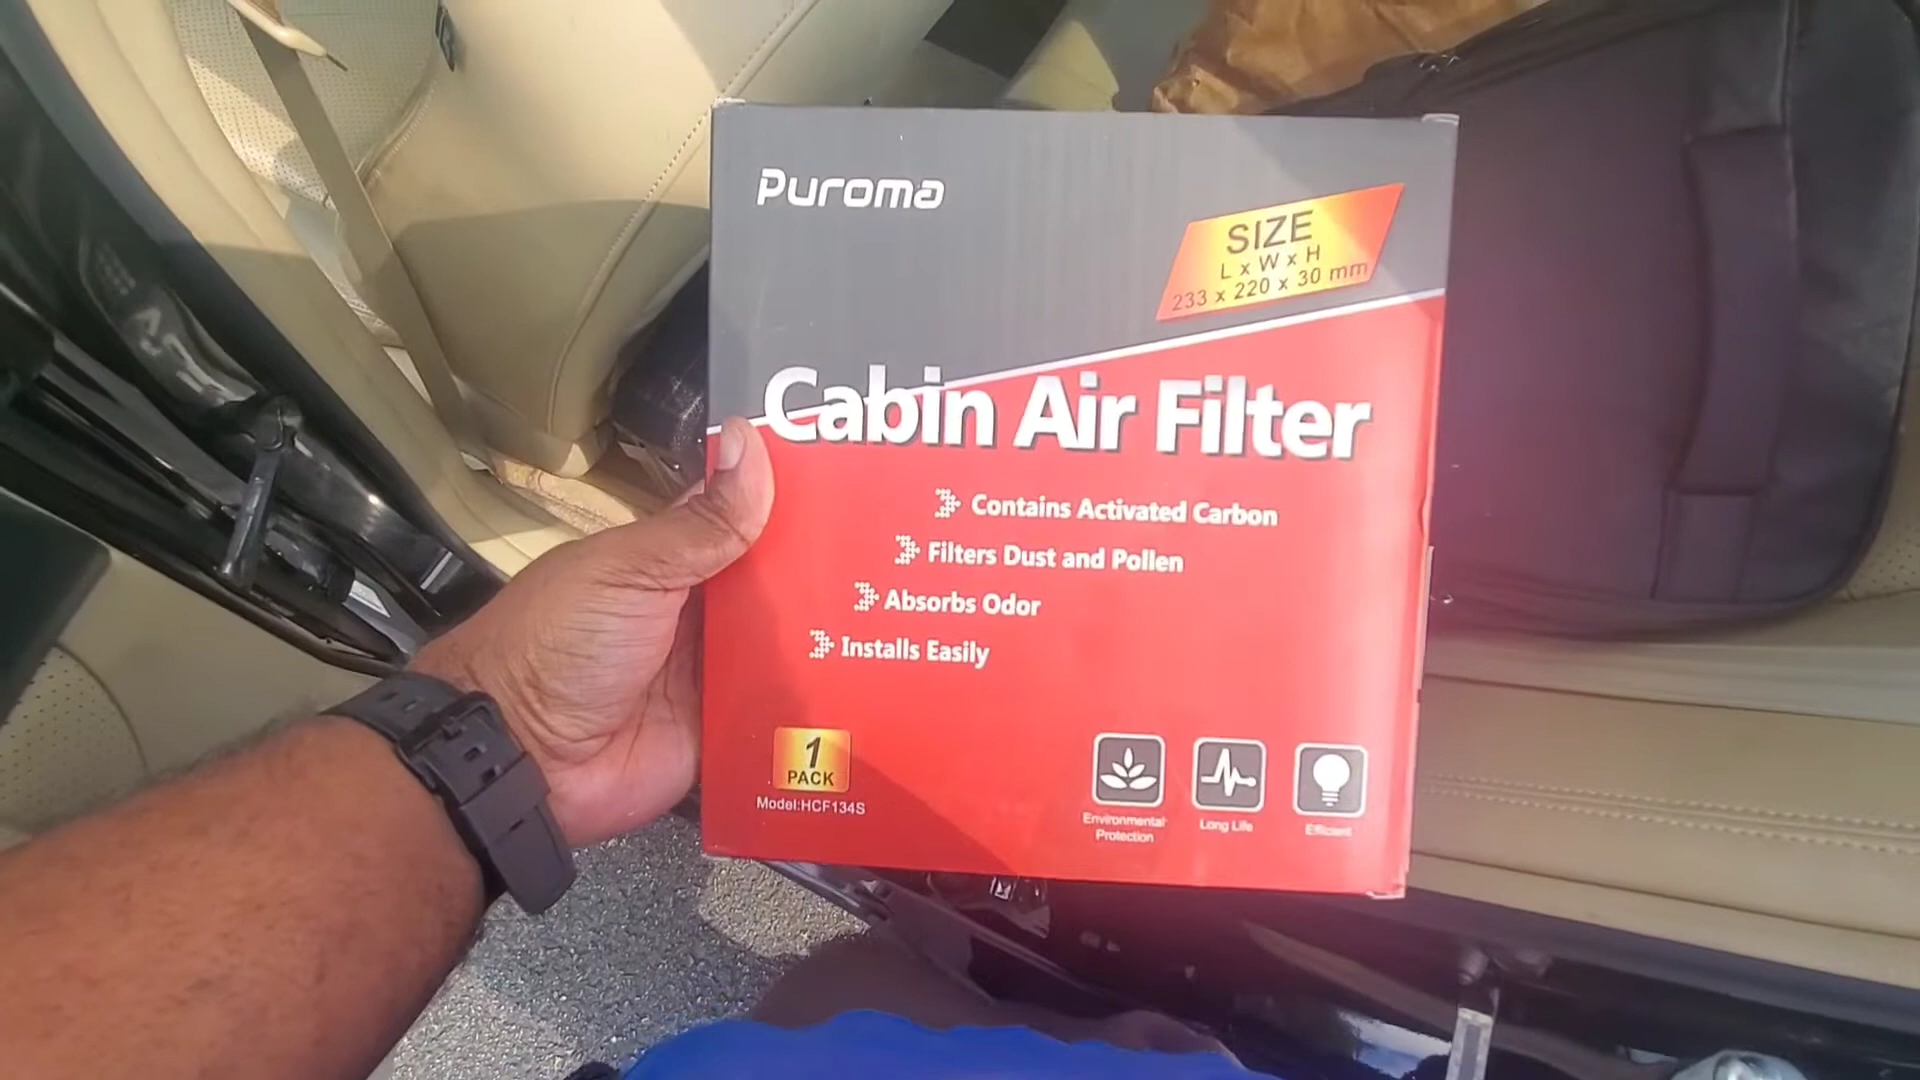 Puroma
SIZE
L x W x H
233 x 220 x 30 mm
Cabin Air Filter
Contains Activated Carbon
Filters Dust and Pollen
Absorbs Odor
Installs Easily
1
PACK
Model:HCF134S
Environmental
Protection
Long Life
Efficient